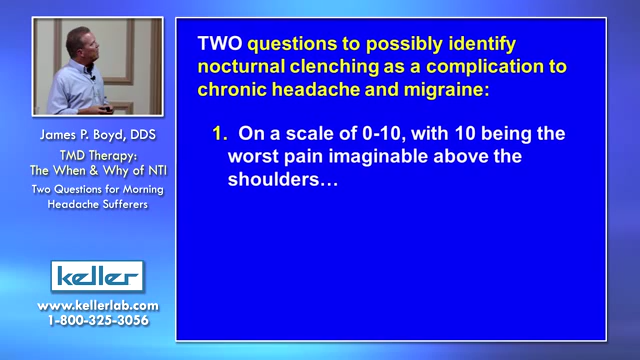 James P. Boyd, DDS
TMD Therapy:
The When & Why of NTI
Two Questions for Morning
Headache Sufferers
keller
www.kellerlab.com
1-800-325-3056
TWO questions to possibly identify
nocturnal clenching as a complication to
chronic headache and migraine:
1. On a scale of 0-10, with 10 being the
worst pain imaginable above the
shoulders…